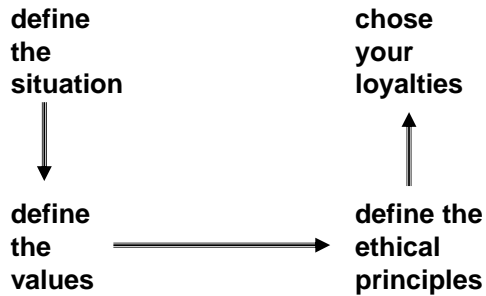 define
the
situation
define
the
values
define the
ethical
principles
chose
your
loyalties